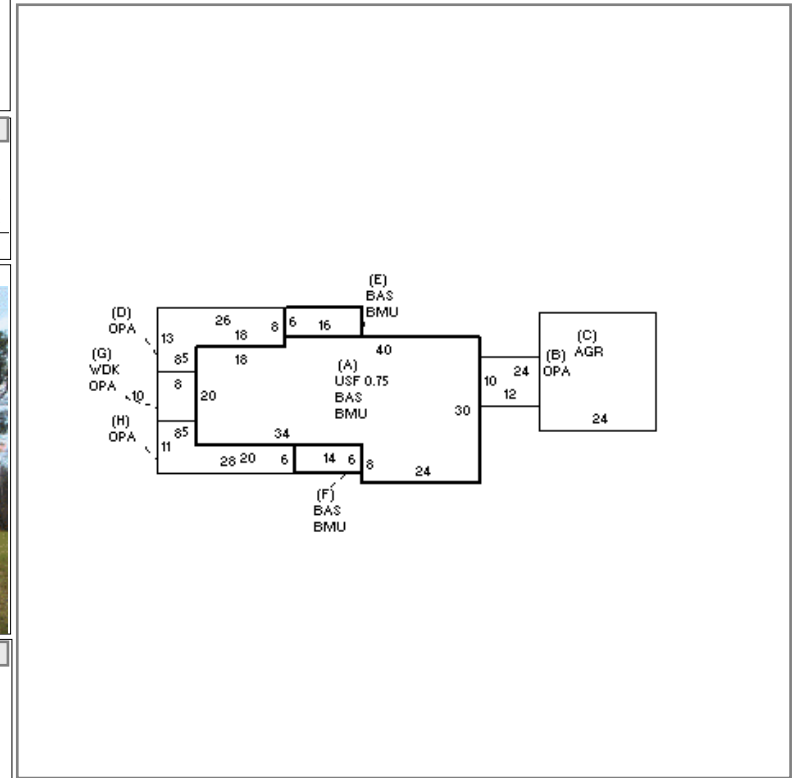 (E)
BAS
BMU
(D)
OPA
26
8
6
16
13
18
(C)
AGR
(G)
WDK
OPA
85
18
40
(B)
OPA
(A)
USF 0.75
BAS
BMU
10
8
20
10
24
12
30
(H)
OPA
85
11
34
24
28
20
6
14
6
8
24
(F)
BAS
BMU